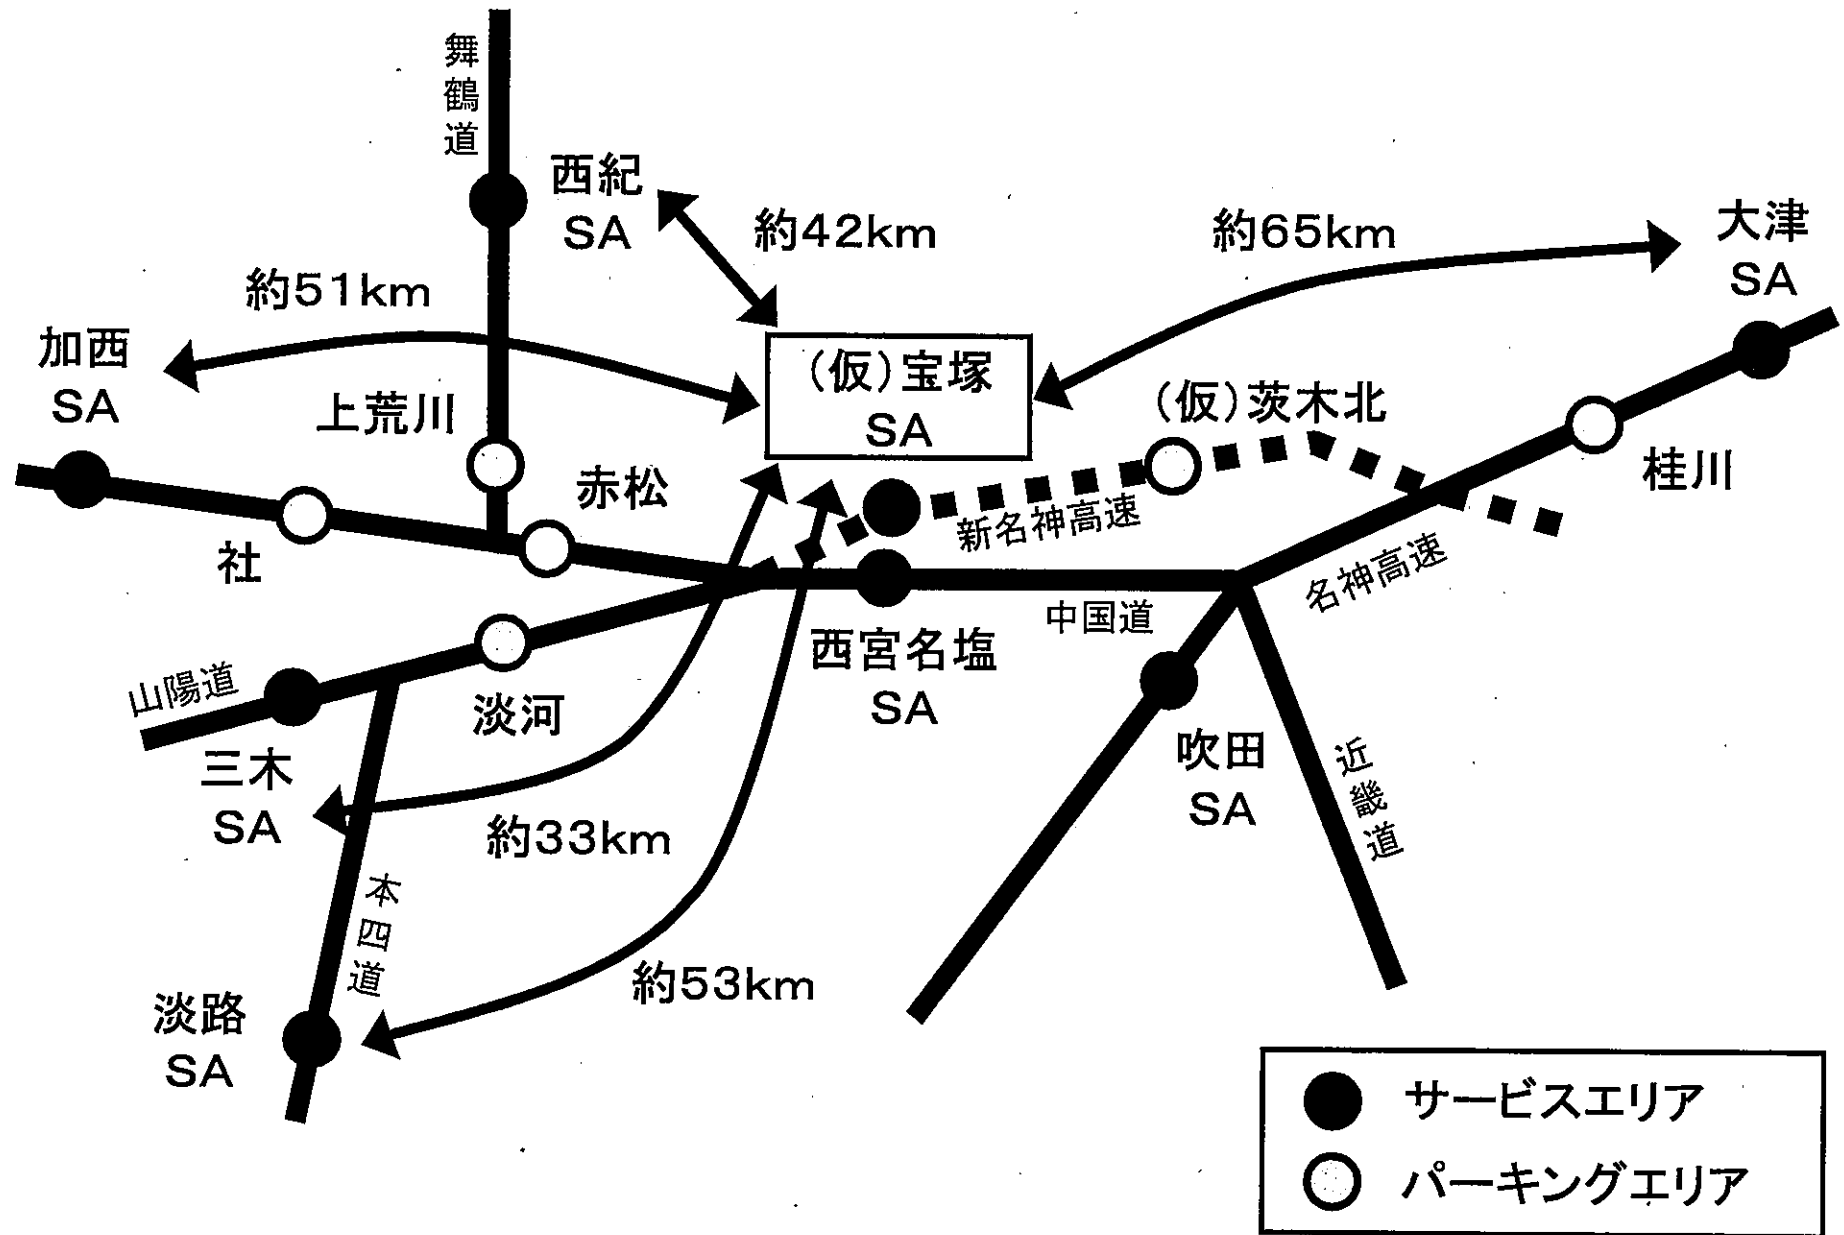 舞鶴道
西紀
SA
約42km
約65km
大津
SA
約51km
加西
SA
(仮)宝塚
SA
上荒川
(仮)茨木北
赤松
桂川
新名神高速
社
名神高速
中国道
西宮名塩
SA
山陽道
淡河
三木
SA
吹田
SA
近畿道
約33km
本四道
約53km
淡路
SA
サービスエリア
パーキングエリア